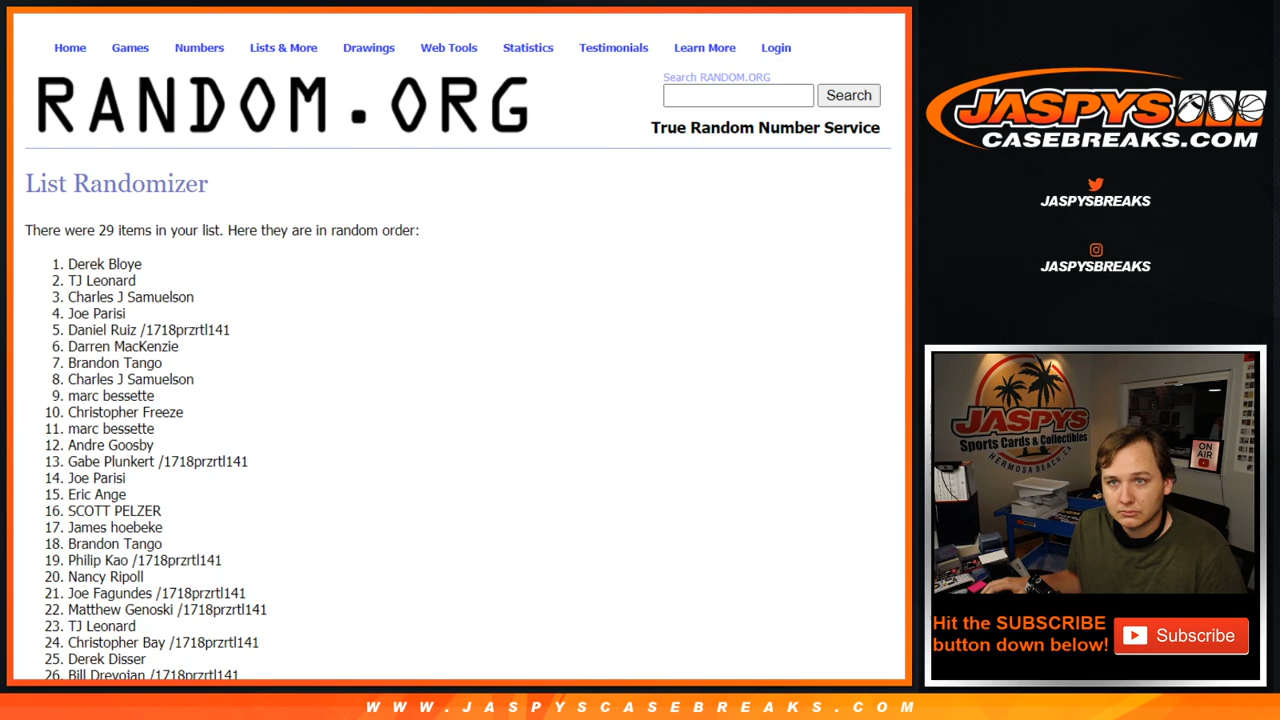 Home Games Numbers Lists & More Drawings Web Tools Statistics Testimonials Learn More Login
RANDOM.ORG
Search RANDOM.ORG
Search
True Random Number Service
List Randomizer
There were 29 items in your list. Here they are in random order:
1. Derek Bloye
2. TJ Leonard
3. Charles J Samuelson
4. Joe Parisi
5. Daniel Ruiz /1718przrtl141
6. Darren MacKenzie
7. Brandon Tango
8. Charles J Samuelson
9. marc bessette
10. Christopher Freeze
11. marc bessette
12. Andre Goosby
13. Gabe Plunkert /1718przrtl141
14. Joe Parisi
15. Eric Ange
16. SCOTT PELZER
17. James hoebeke
18. Brandon Tango
19. Philip Kao /1718przrtl141
20. Nancy Ripoll
21. Joe Fagundes /1718przrtl141
22. Matthew Genoski /1718przrtl141
23. TJ Leonard
24. Christopher Bay /1718przrtl141
25. Derek Disser
26. Bill Drevojan /1718przrtl141
JASPYS
CASEBREAKS.COM
JASPYSBREAKS
JASPYSBREAKS
JASPYS
Sports Cards & Collectibles
HERMOSA BEACH, CA
ON AIR
Hit the SUBSCRIBE
button down below!
Subscribe
WWW.JASPYSCASEBREAKS.COM